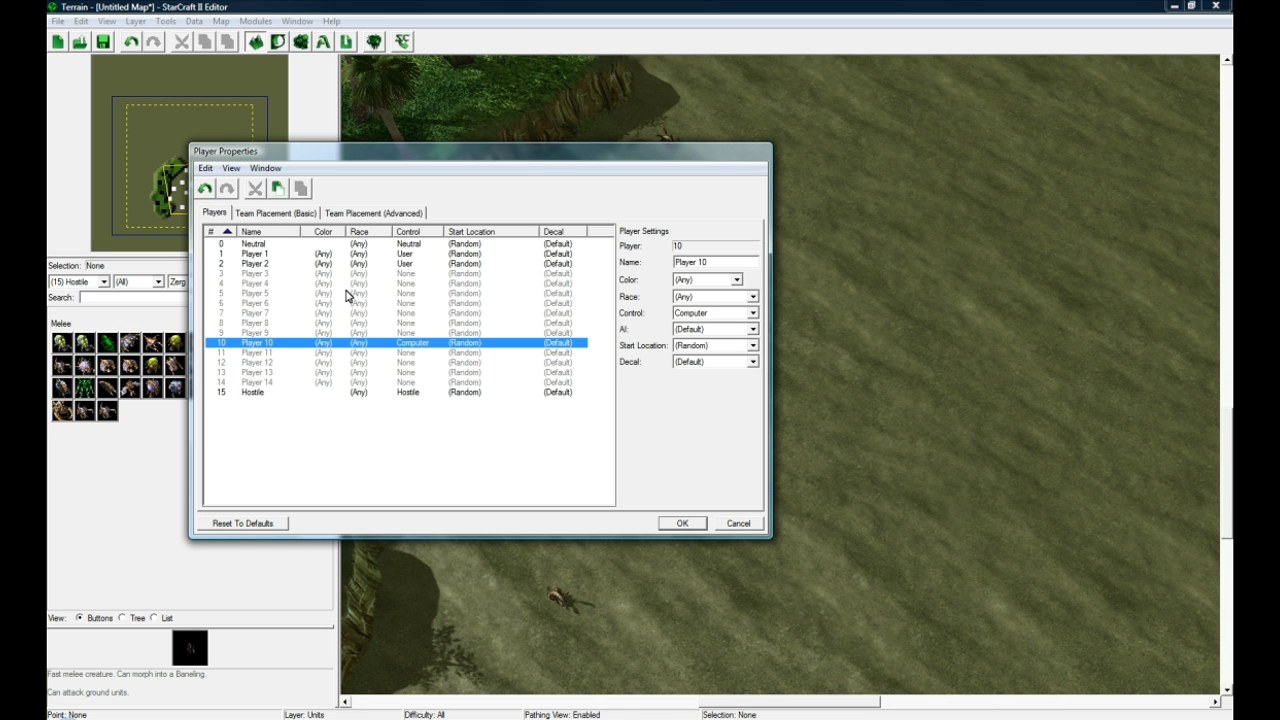 Terrain - [Untitled Map*] - StarCraft II Editor
File Edit View Layer Tools Data Map Modules Window Help
Player Properties
Edit View Window
Players Team Placement (Basic) Team Placement (Advanced)
# Name Color Race Control Start Location Decal
0 Neutral (Any) Neutral (Random) (Default)
1 Player 1 (Any) (Any) User (Random) (Default)
2 Player 2 (Any) (Any) User (Random) (Default)
3 Player 3 (Any) (Any) None (Random) (Default)
4 Player 4 (Any) (Any) None (Random) (Default)
5 Player 5 (Any) (Any) None (Random) (Default)
6 Player 6 (Any) (Any) None (Random) (Default)
7 Player 7 (Any) (Any) None (Random) (Default)
8 Player 8 (Any) (Any) None (Random) (Default)
9 Player 9 (Any) (Any) None (Random) (Default)
10 Player 10 (Any) (Any) Computer (Random) (Default)
11 Player 11 (Any) (Any) None (Random) (Default)
12 Player 12 (Any) (Any) None (Random) (Default)
13 Player 13 (Any) (Any) None (Random) (Default)
14 Player 14 (Any) (Any) None (Random) (Default)
15 Hostile (Any) Hostile (Random) (Default)
Player Settings
Player: 10
Name: Player 10
Color: (Any)
Race: (Any)
Control: Computer
AI: (Default)
Start Location: (Random)
Decal: (Default)
Reset To Defaults OK Cancel
Selection: None
(15) Hostile (All) Zerg
Search:
Melee
View: Buttons Tree List
Fast melee creature. Can morph into a Baneling.
Can attack ground units.
Point: None Layer: Units Difficulty: All Pathing View: Enabled Selection: None